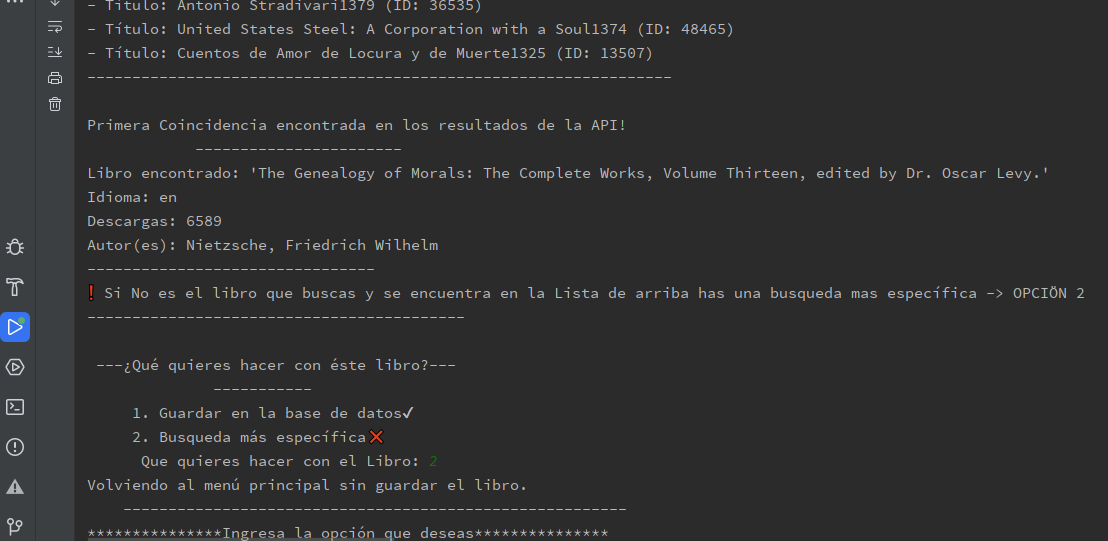 - Título: Antonio Stradivari1379 (ID: 36535)
- Título: United States Steel: A Corporation with a Soul1374 (ID: 48465)
- Título: Cuentos de Amor de Locura y de Muerte1325 (ID: 13507)
-----------------------------------------------------------------
Primera Coincidencia encontrada en los resultados de la API!
-----------------------
Libro encontrado: 'The Genealogy of Morals: The Complete Works, Volume Thirteen, edited by Dr. Oscar Levy.'
Idioma: en
Descargas: 6589
Autor(es): Nietzsche, Friedrich Wilhelm
--------------------------------
❗ Si No es el libro que buscas y se encuentra en la Lista de arriba has una busqueda mas específica -> OPCIÖN 2
------------------------------------------
---¿Qué quieres hacer con éste libro?---
-----------
1. Guardar en la base de datos✔
2. Busqueda más específica❌
Que quieres hacer con el Libro: 2
Volviendo al menú principal sin guardar el libro.
--------------------------------------------------------
***************Ingresa la opción que deseas***************